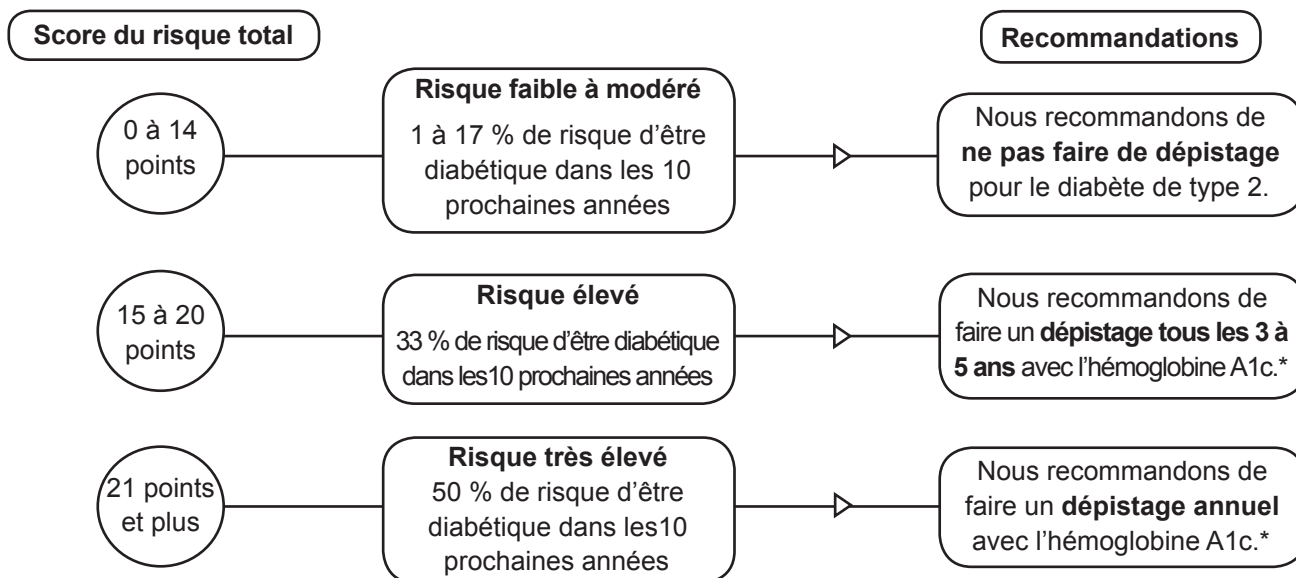 Score du risque total
Recommandations
0 à 14
points
Risque faible à modéré
1 à 17 % de risque d’être
diabétique dans les 10
prochaines années
Nous recommandons de
ne pas faire de dépistage
pour le diabète de type 2.
15 à 20
points
Risque élevé
33 % de risque d’être diabétique
dans les10 prochaines années
Nous recommandons de
faire un dépistage tous les 3 à
5 ans avec l’hémoglobine A1c.*
21 points
et plus
Risque très élevé
50 % de risque d’être
diabétique dans les10
prochaines années
Nous recommandons de
faire un dépistage annuel
avec l’hémoglobine A1c.*